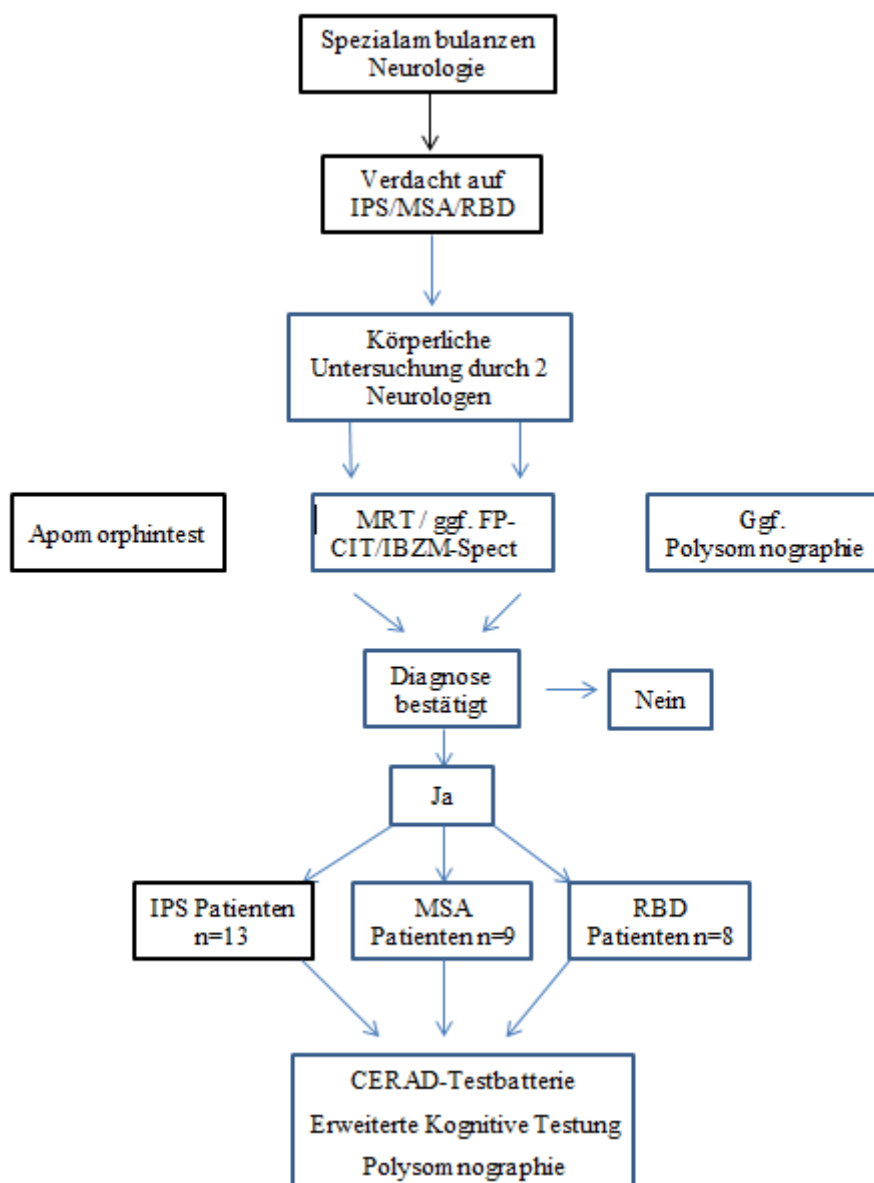 Spezialambulanzen
Neurologie
Verdacht auf
IPS/MSA/RBD
Körperliche
Untersuchung durch 2
Neurologen
Apomorphintest
MRT / ggf. FP-
CIT/IBZM-Spect
Ggf.
Polysomnographie
Diagnose
bestätigt
Nein
Ja
IPS Patienten
n=13
MSA
Patienten n=9
RBD
Patienten n=8
CERAD-Testbatterie
Erweiterte Kognitive Testung
Polysomnographie